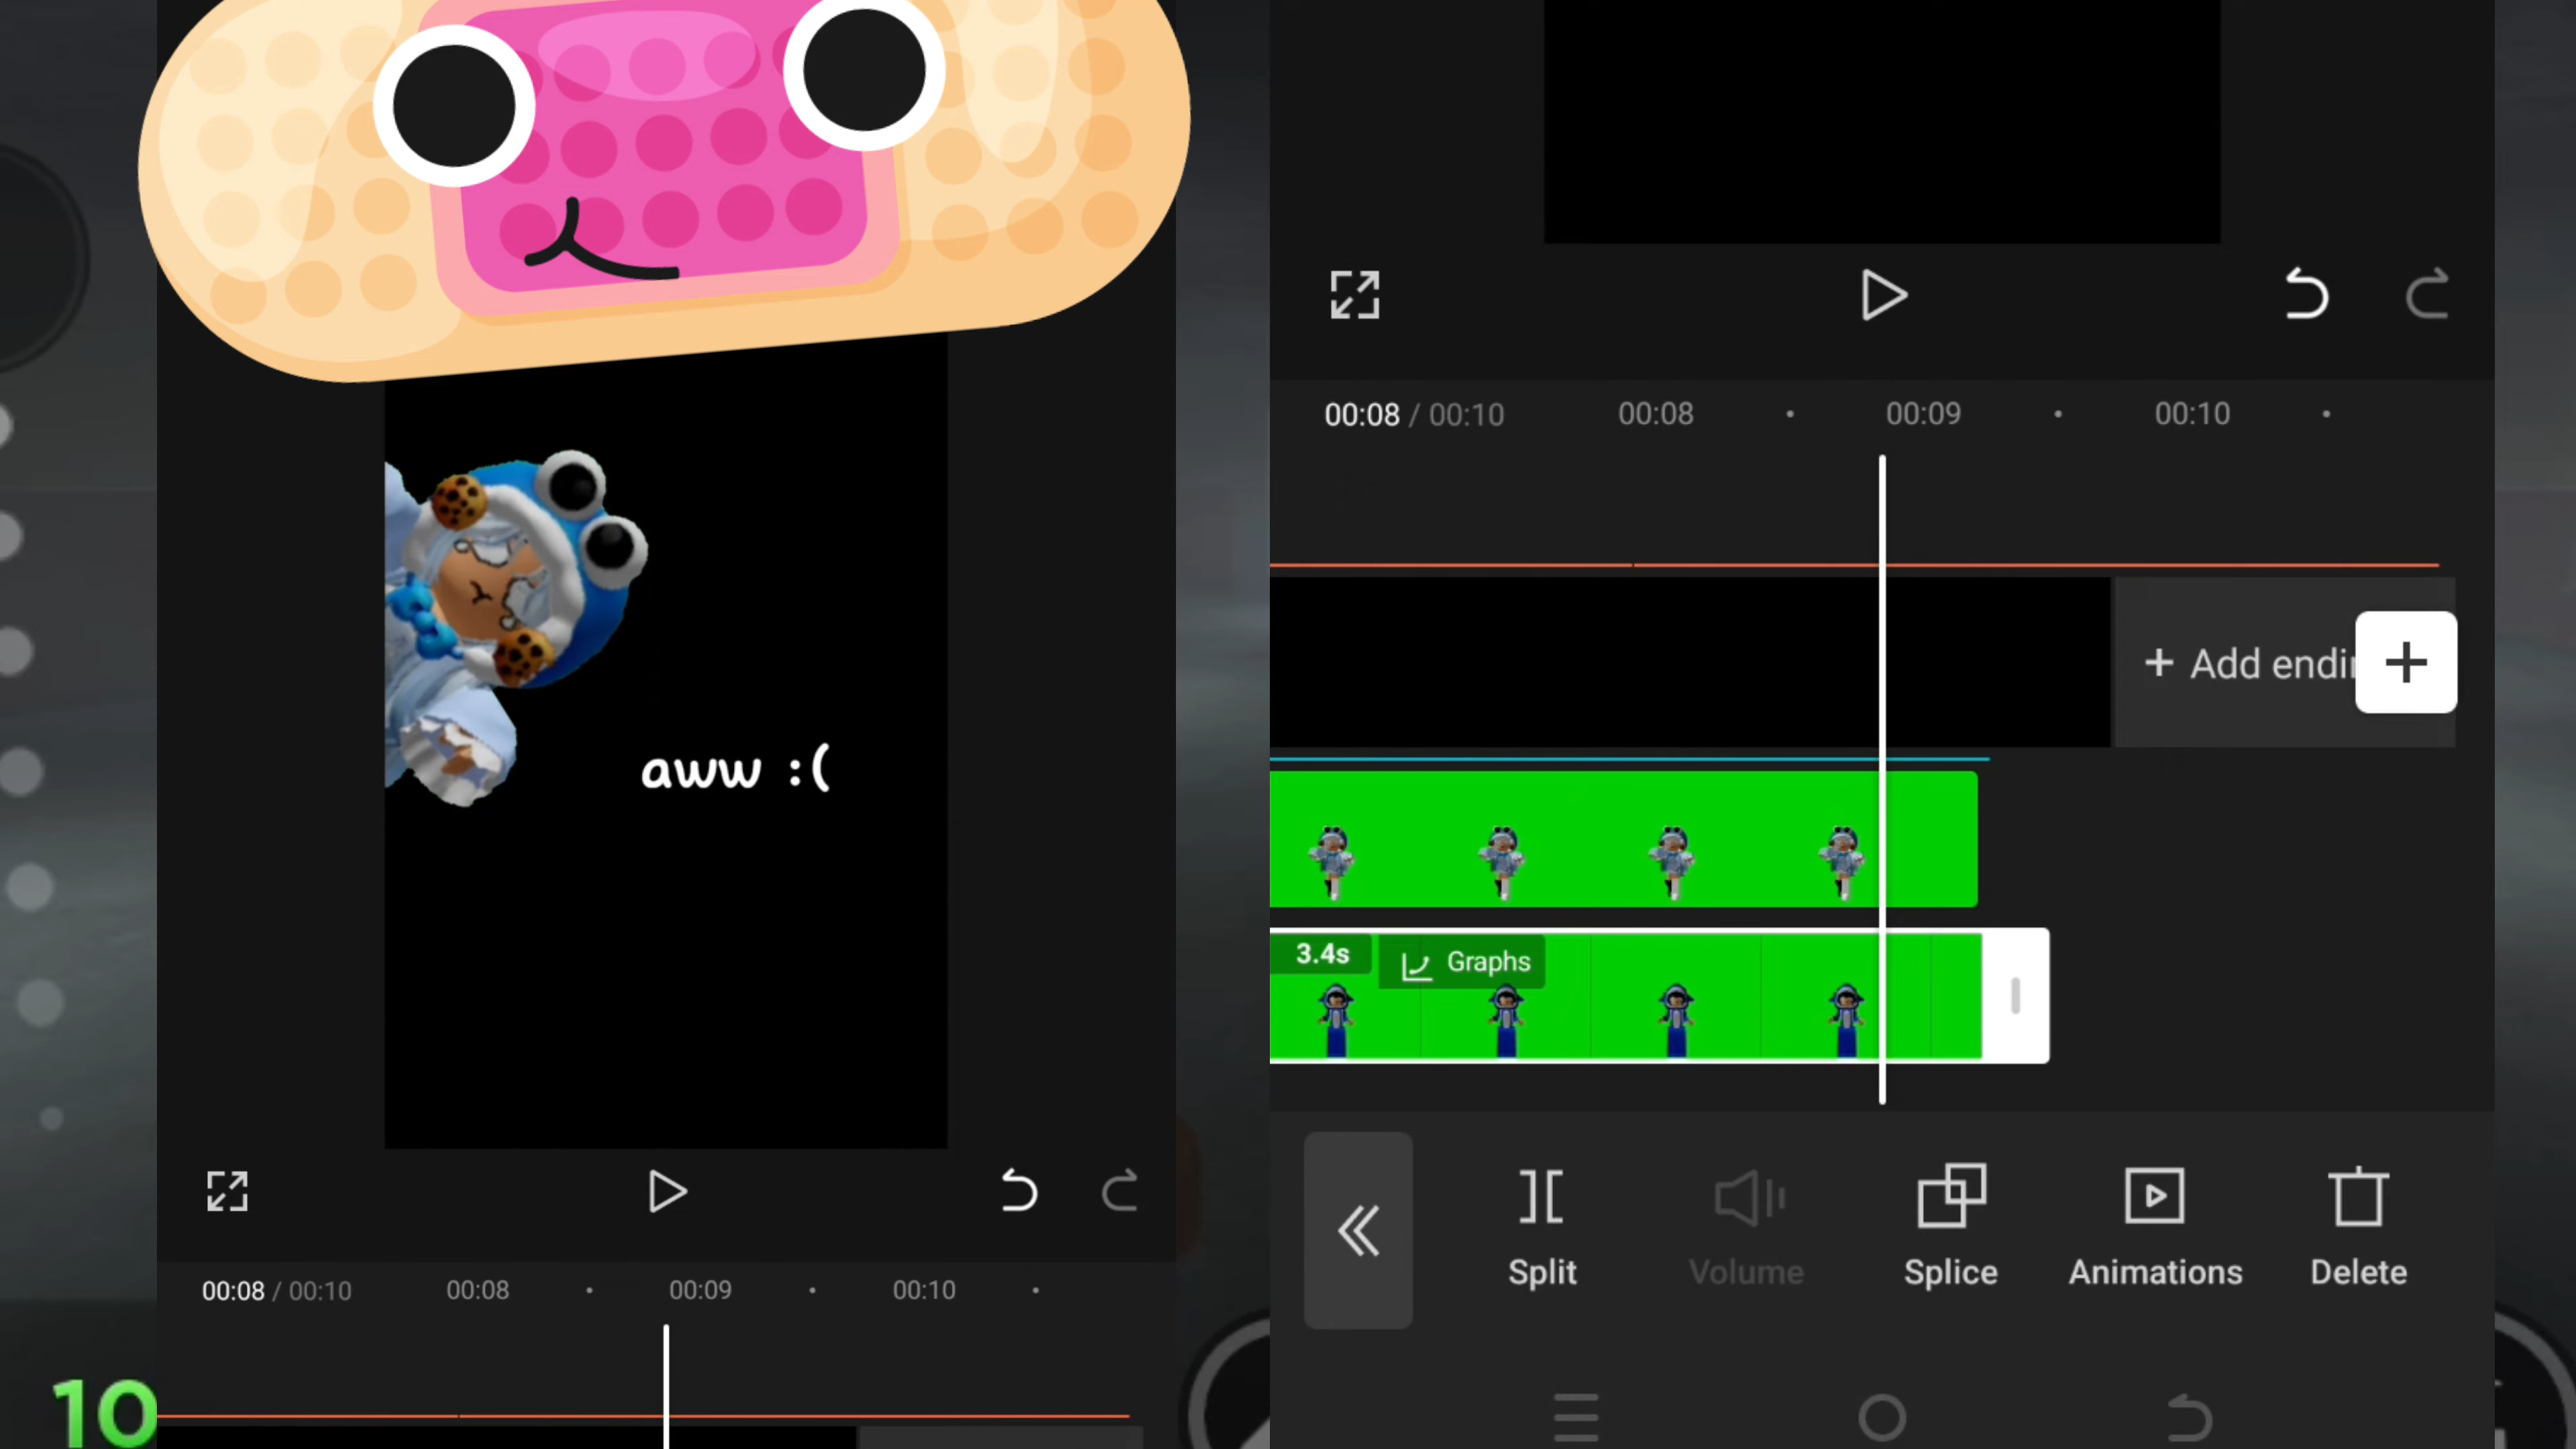 aww :(
00:08 / 00:10 00:08 00:09 00:10
10
00:08 / 00:10 00:08 00:09 00:10
+ Add endi
+
3.4s Graphs
Split Volume Splice Animations Delete